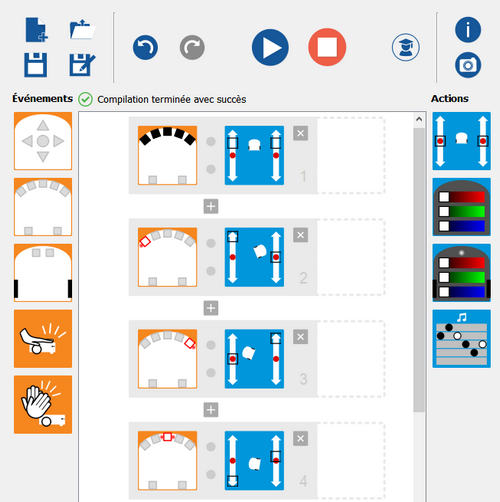 Événements
Compilation terminée avec succès
Actions
1
2
3
4